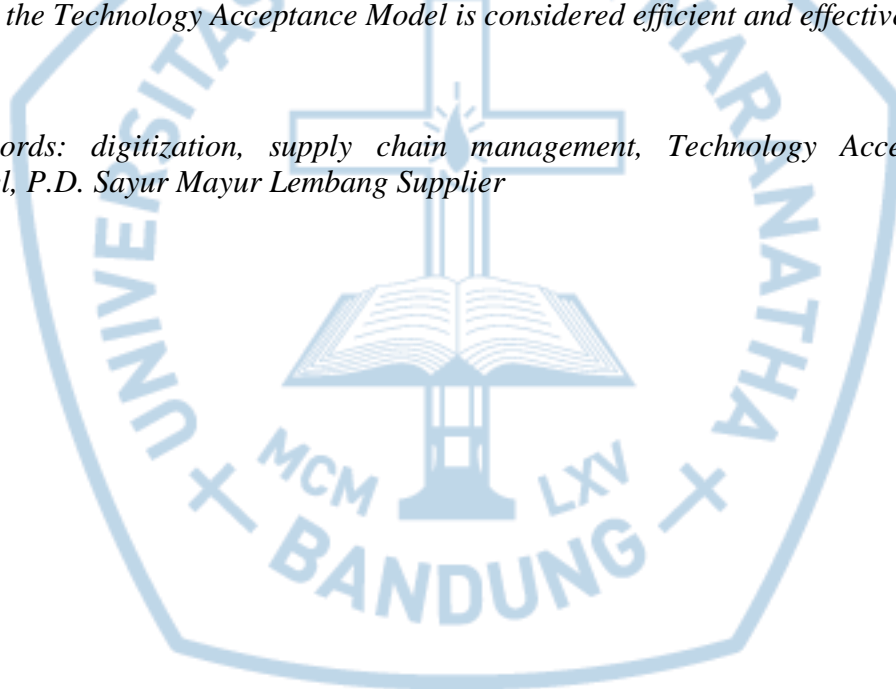 the Technology Acceptance Model is considered efficient and effective
ords: digitization, supply chain management, Technology Acce
l, P.D. Sayur Mayur Lembang Supplier
UNIVERSITAS
MARANATHA
MCM LXV
BANDUNG